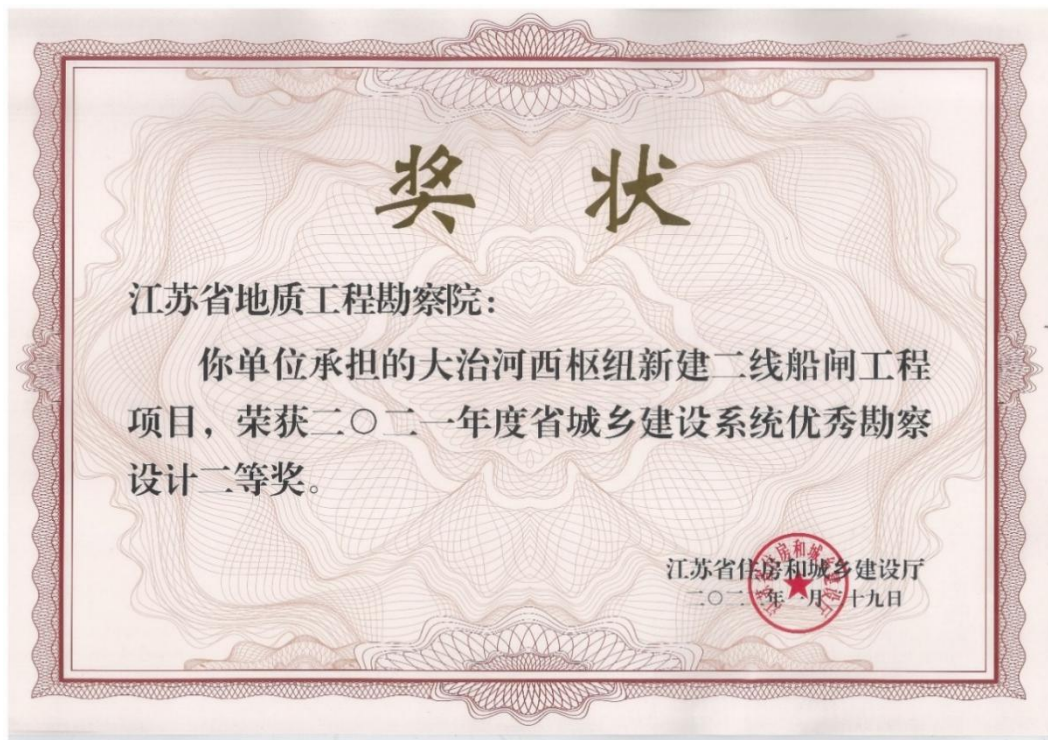 奖 状
江苏省地质工程勘察院：
你单位承担的大治河西枢纽新建二线船闸工程
项目，荣获二〇二一年度省城乡建设系统优秀勘察
设计二等奖。
江苏省住房和城乡建设厅
二〇二 年 月 十九日